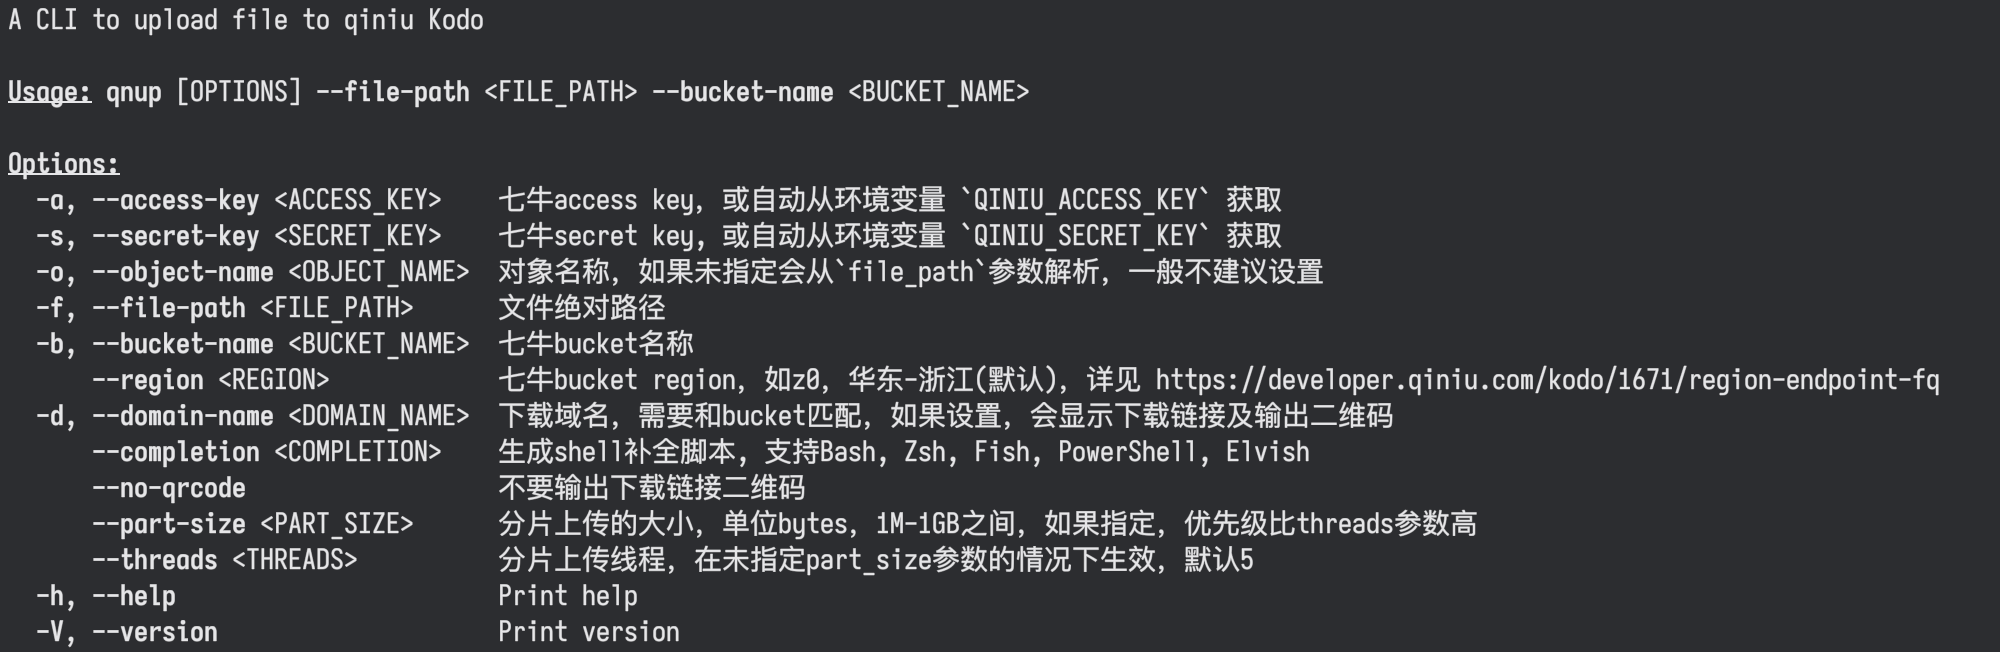 A CLI to upload file to qiniu Kodo
Usage: qnup [OPTIONS] --file-path <FILE_PATH> --bucket-name <BUCKET_NAME>
Options:
-a, --access-key <ACCESS_KEY> 七牛access key，或自动从环境变量 `QINIU_ACCESS_KEY` 获取
-s, --secret-key <SECRET_KEY> 七牛secret key，或自动从环境变量 `QINIU_SECRET_KEY` 获取
-o, --object-name <OBJECT_NAME> 对象名称，如果未指定会从`file_path`参数解析，一般不建议设置
-f, --file-path <FILE_PATH> 文件绝对路径
-b, --bucket-name <BUCKET_NAME> 七牛bucket名称
--region <REGION> 七牛bucket region，如z0，华东-浙江(默认)，详见 https://developer.qiniu.com/kodo/1671/region-endpoint-fq
-d, --domain-name <DOMAIN_NAME> 下载域名，需要和bucket匹配，如果设置，会显示下载链接及输出二维码
--completion <COMPLETION> 生成shell补全脚本，支持Bash, Zsh, Fish, PowerShell, Elvish
--no-qrcode 不要输出下载链接二维码
--part-size <PART_SIZE> 分片上传的大小，单位bytes，1M-1GB之间，如果指定，优先级比threads参数高
--threads <THREADS> 分片上传线程，在未指定part_size参数的情况下生效，默认5
-h, --help Print help
-V, --version Print version